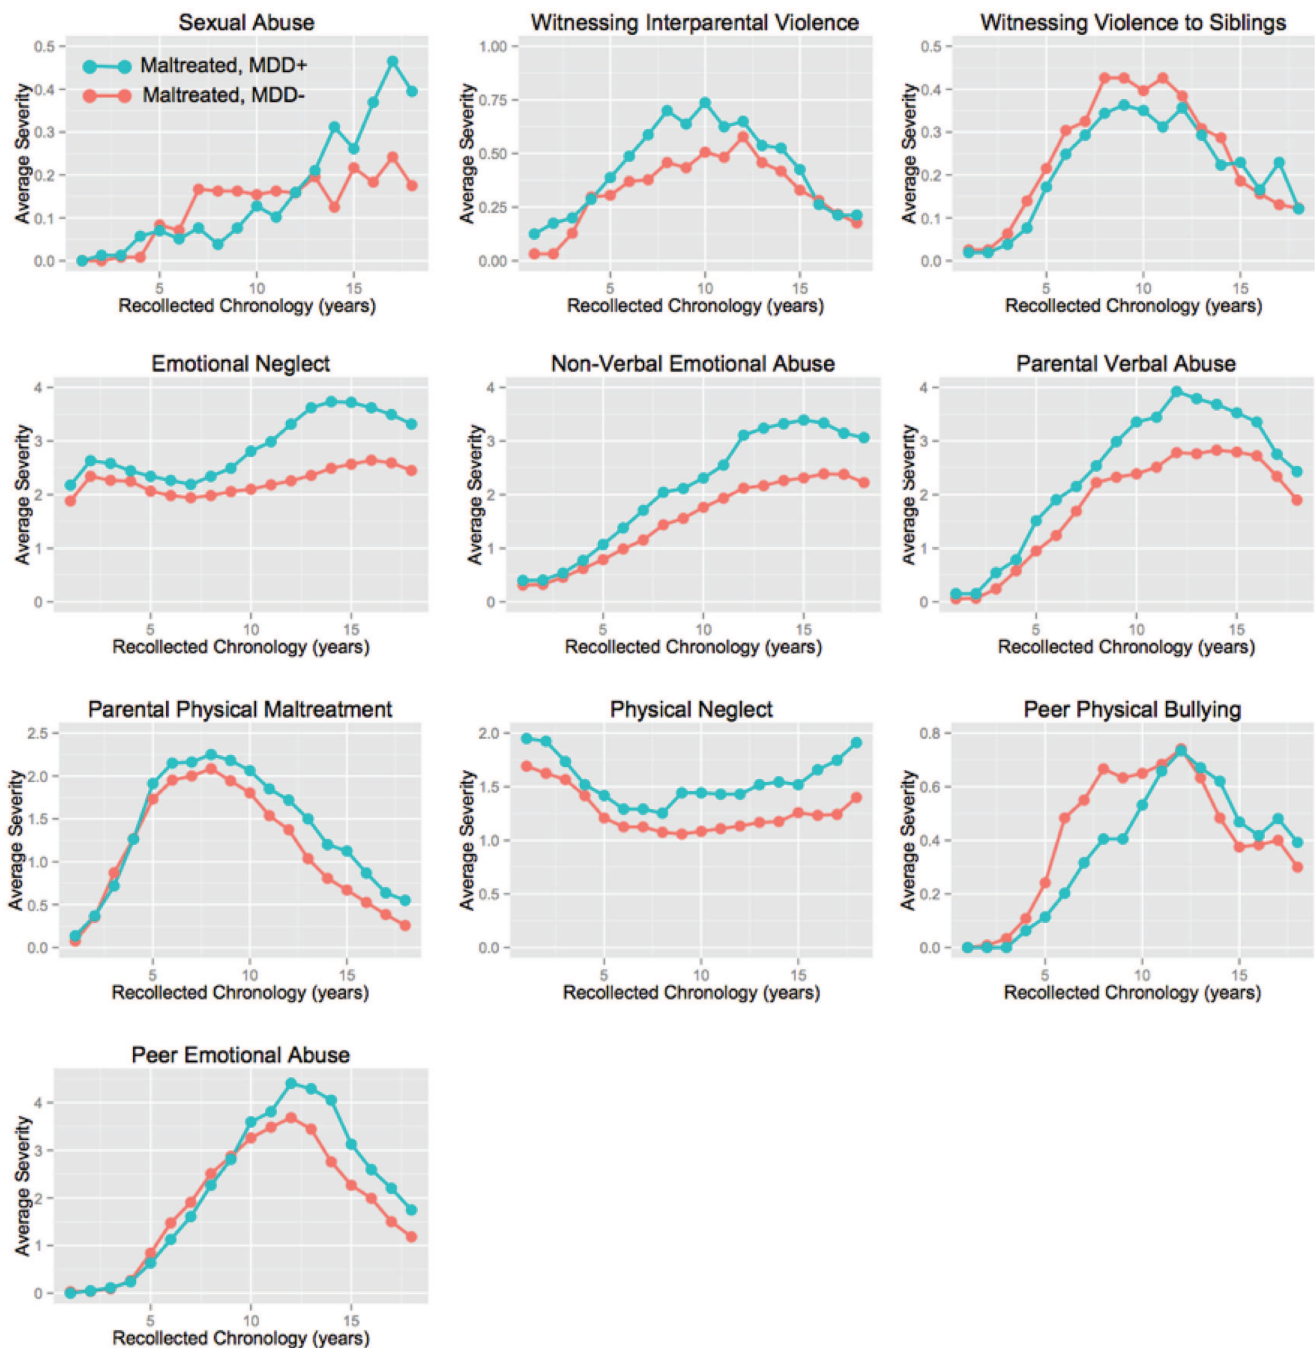 Sexual Abuse
Average Severity
0.5
0.4
0.3
0.2
0.1
0.0
Maltreated, MDD+
Maltreated, MDD-
5
10
15
Recollected Chronology (years)
Witnessing Interparental Violence
Average Severity
1.00
0.75
0.50
0.25
0.00
5
10
15
Recollected Chronology (years)
Witnessing Violence to Siblings
Average Severity
0.5
0.4
0.3
0.2
0.1
0.0
5
10
15
Recollected Chronology (years)
Emotional Neglect
Average Severity
4
3
2
1
0
5
10
15
Recollected Chronology (years)
Non-Verbal Emotional Abuse
Average Severity
4
3
2
1
0
5
10
15
Recollected Chronology (years)
Parental Verbal Abuse
Average Severity
4
3
2
1
0
5
10
15
Recollected Chronology (years)
Parental Physical Maltreatment
Average Severity
2.5
2.0
1.5
1.0
0.5
0.0
5
10
15
Recollected Chronology (years)
Physical Neglect
Average Severity
2.0
1.5
1.0
0.5
0.0
5
10
15
Recollected Chronology (years)
Peer Physical Bullying
Average Severity
0.8
0.6
0.4
0.2
0.0
5
10
15
Recollected Chronology (years)
Peer Emotional Abuse
Average Severity
4
3
2
1
0
5
10
15
Recollected Chronology (years)